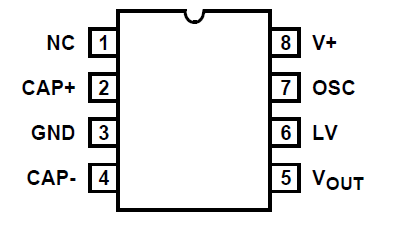 NC 1 8 V+
CAP+ 2 7 OSC
GND 3 6 LV
CAP- 4 5 VOUT